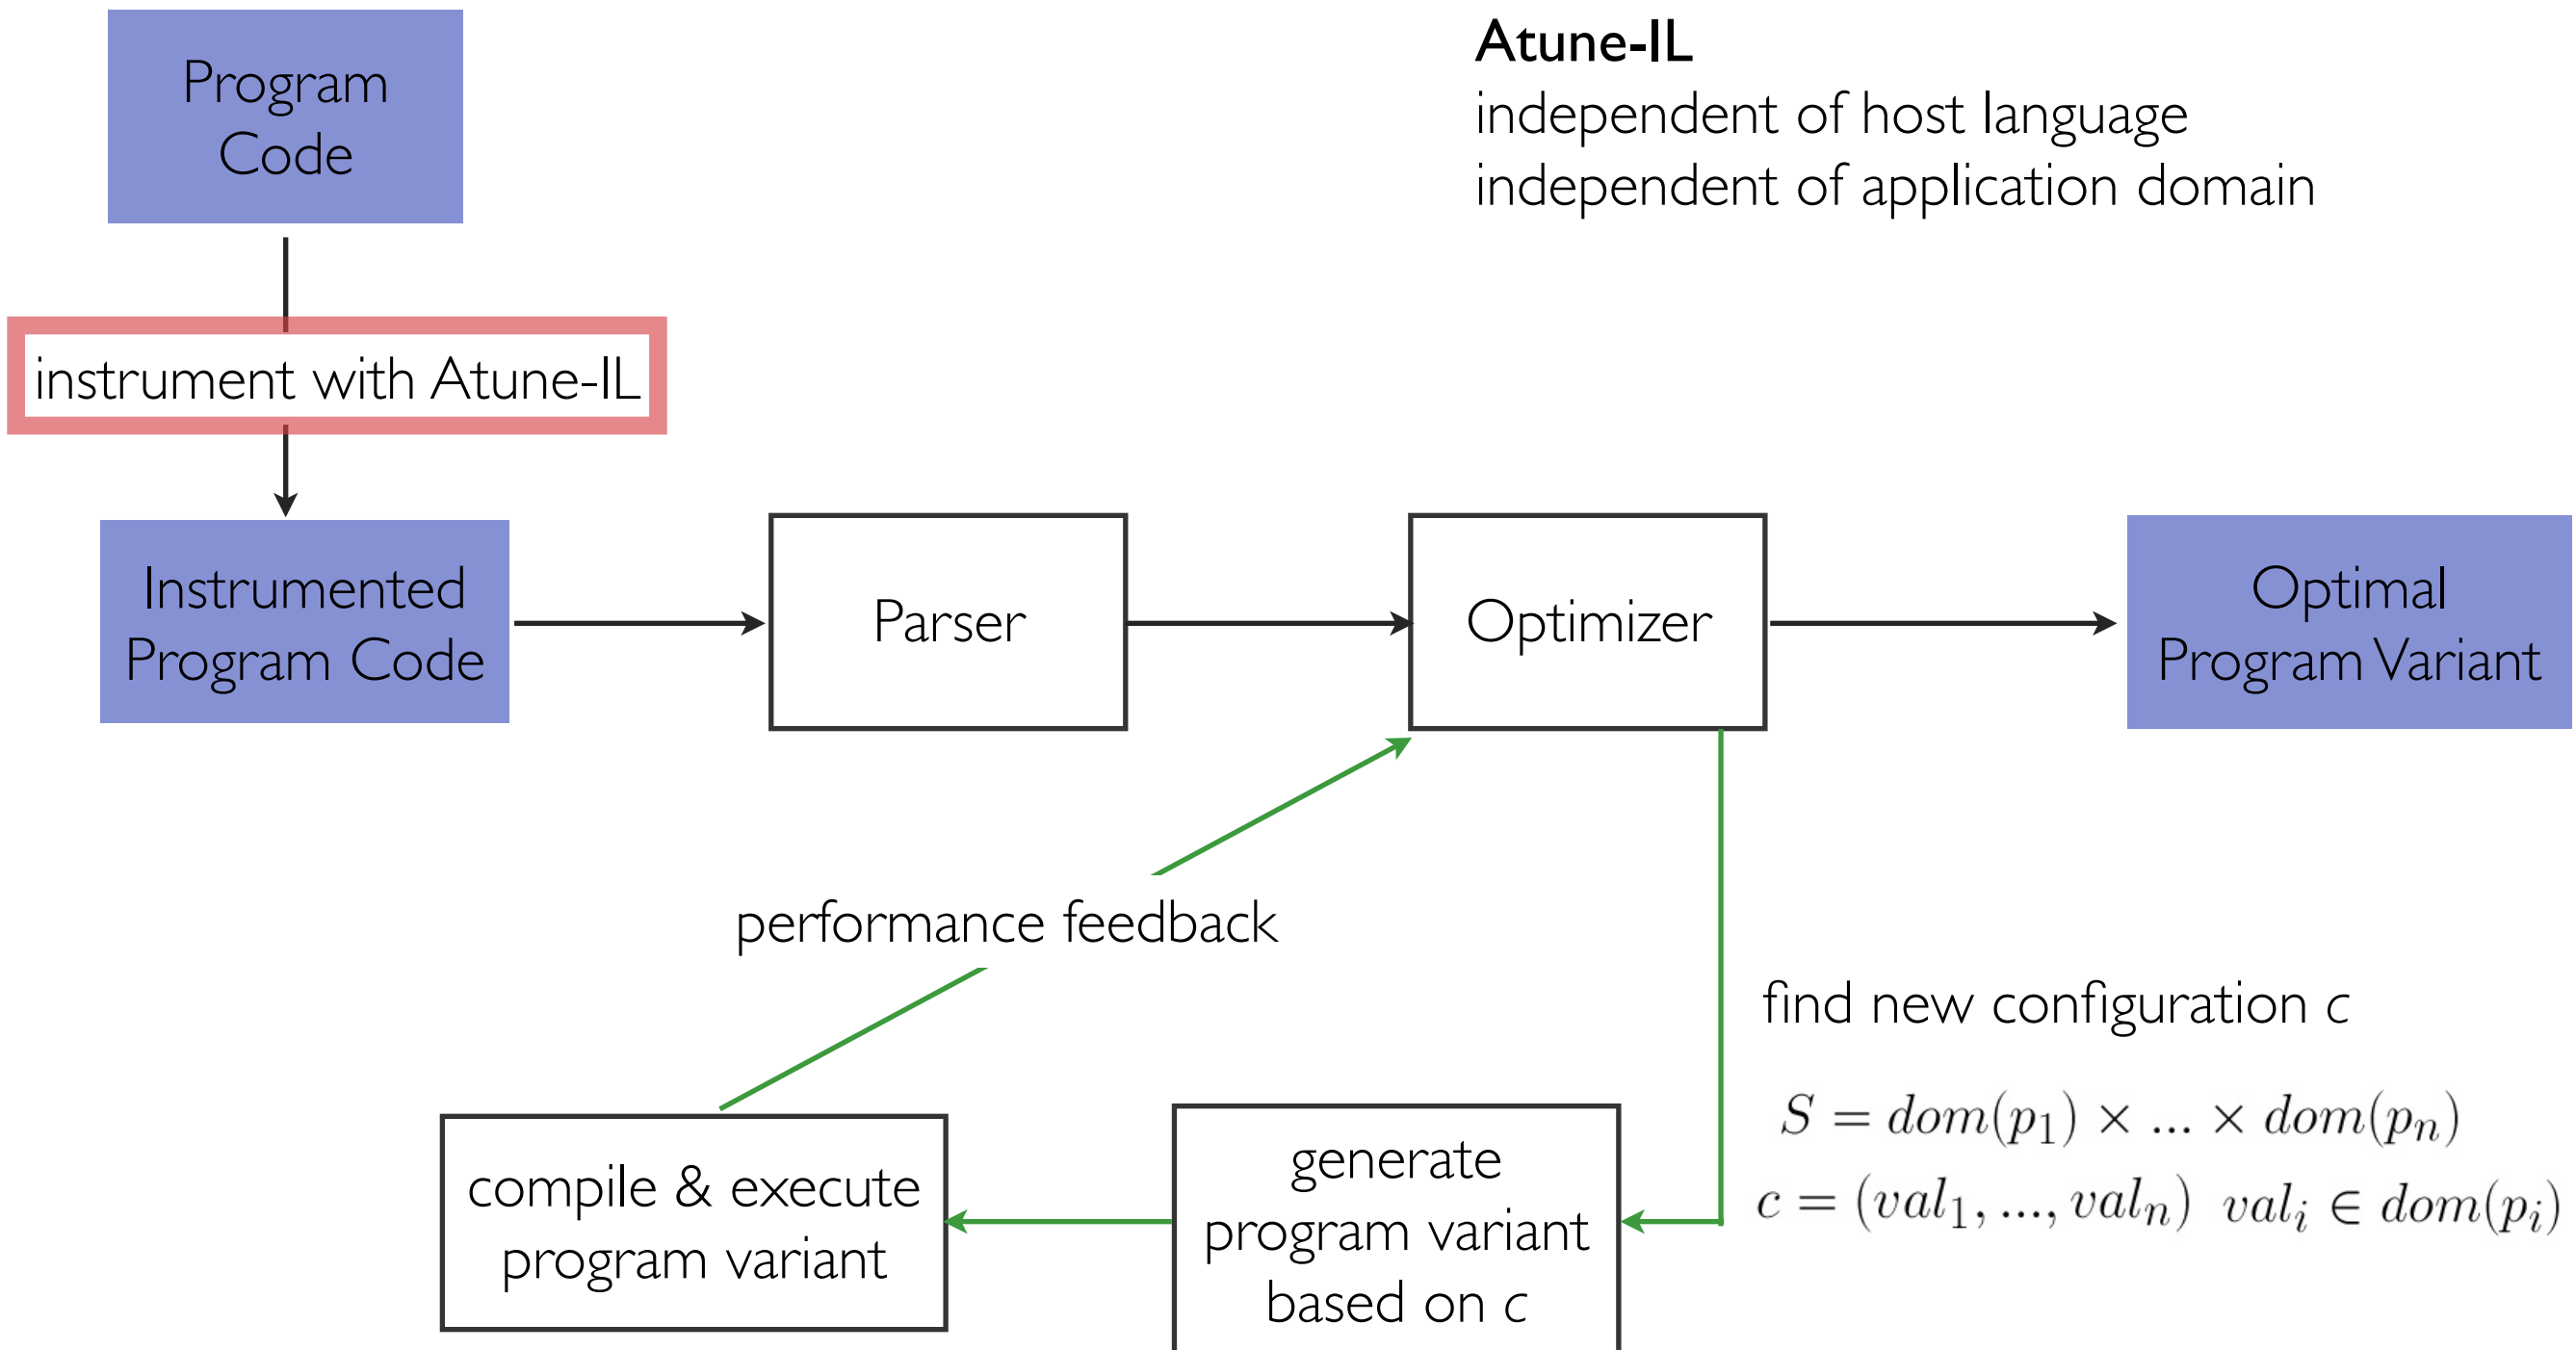 Program
Code
Atune-IL
independent of host language
independent of application domain
instrument with Atune-IL
Instrumented
Program Code
Parser
Optimizer
Optimal
Program Variant
performance feedback
find new configuration c
S = dom(p₁) × ... × dom(pₙ)
c = (val₁, ..., valₙ) valᵢ ∈ dom(pᵢ)
generate
program variant
based on c
compile & execute
program variant